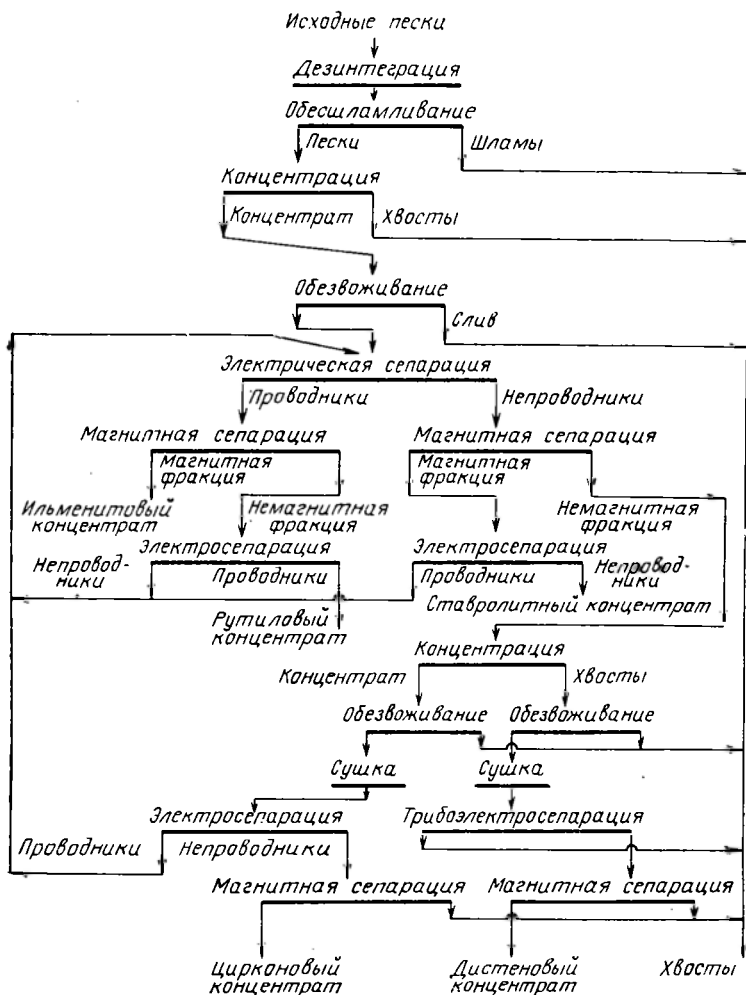 Исходные пески
Дезинтеграция
Обесшламливание
Пески
Шламы
Концентрация
Концентрат
Хвосты
Обезвоживание
Слив
Электрическая сепарация
Проводники
Непроводники
Магнитная сепарация
Магнитная сепарация
Магнитная
фракция
Магнитная
фракция
Ильменитовый
концентрат
Немагнитная
фракция
Немагнитная
фракция
Электросепарация
Электросепарация
Непровод-
ники
Проводники
Проводники
Непровод-
ники
Рутиловый
концентрат
Ставролитный концентрат
Концентрация
Концентрат
Хвосты
Обезвоживание
Обезвоживание
Сушка
Сушка
Электросепарация
Трибоэлектросепарация
Проводники
Непроводники
Магнитная сепарация
Магнитная сепарация
Цирконовый
концентрат
Дистеновый
концентрат
Хвосты